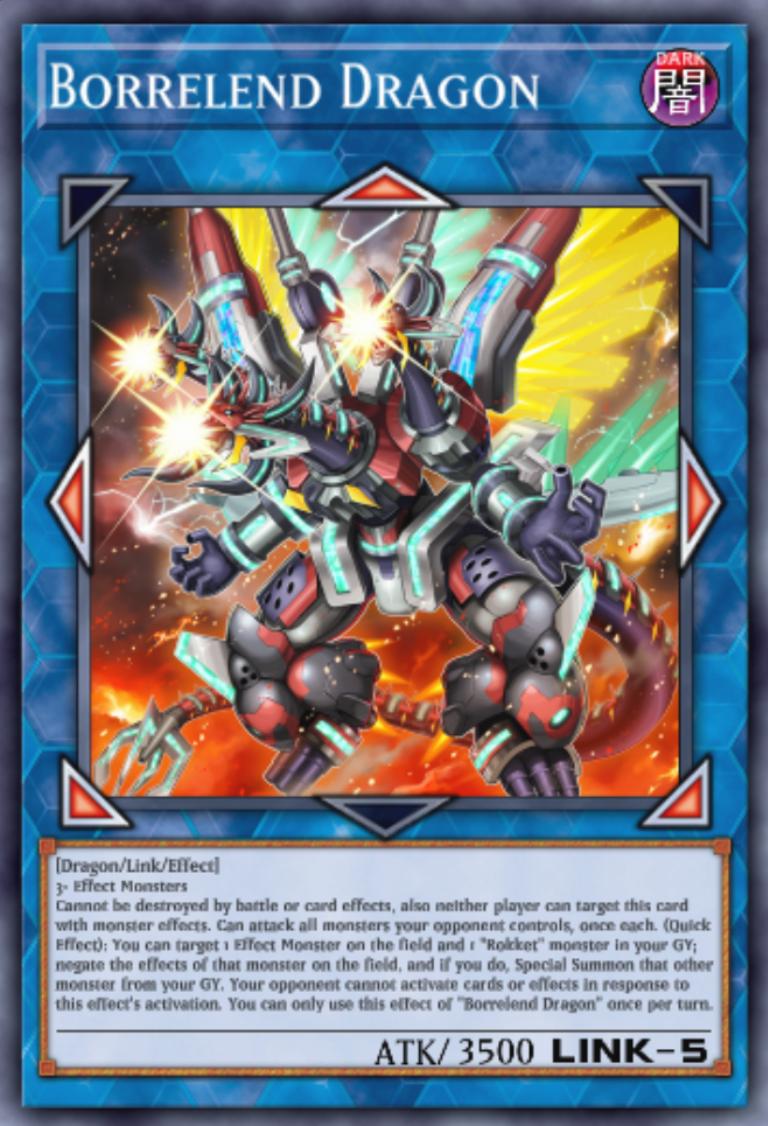 BORRELEND DRAGON
DARK
闇
[Dragon/Link/Effect]
3+ Effect Monsters
Cannot be destroyed by battle or card effects, also neither player can target this card
with monster effects. Can attack all monsters your opponent controls, once each. (Quick
Effect): You can target 1 Effect Monster on the field and 1 "Rokket" monster in your GY;
negate the effects of that monster on the field, and if you do, Special Summon that other
monster from your GY. Your opponent cannot activate cards or effects in response to
this effect's activation. You can only use this effect of "Borrelend Dragon" once per turn.
ATK/ 3500 LINK-5